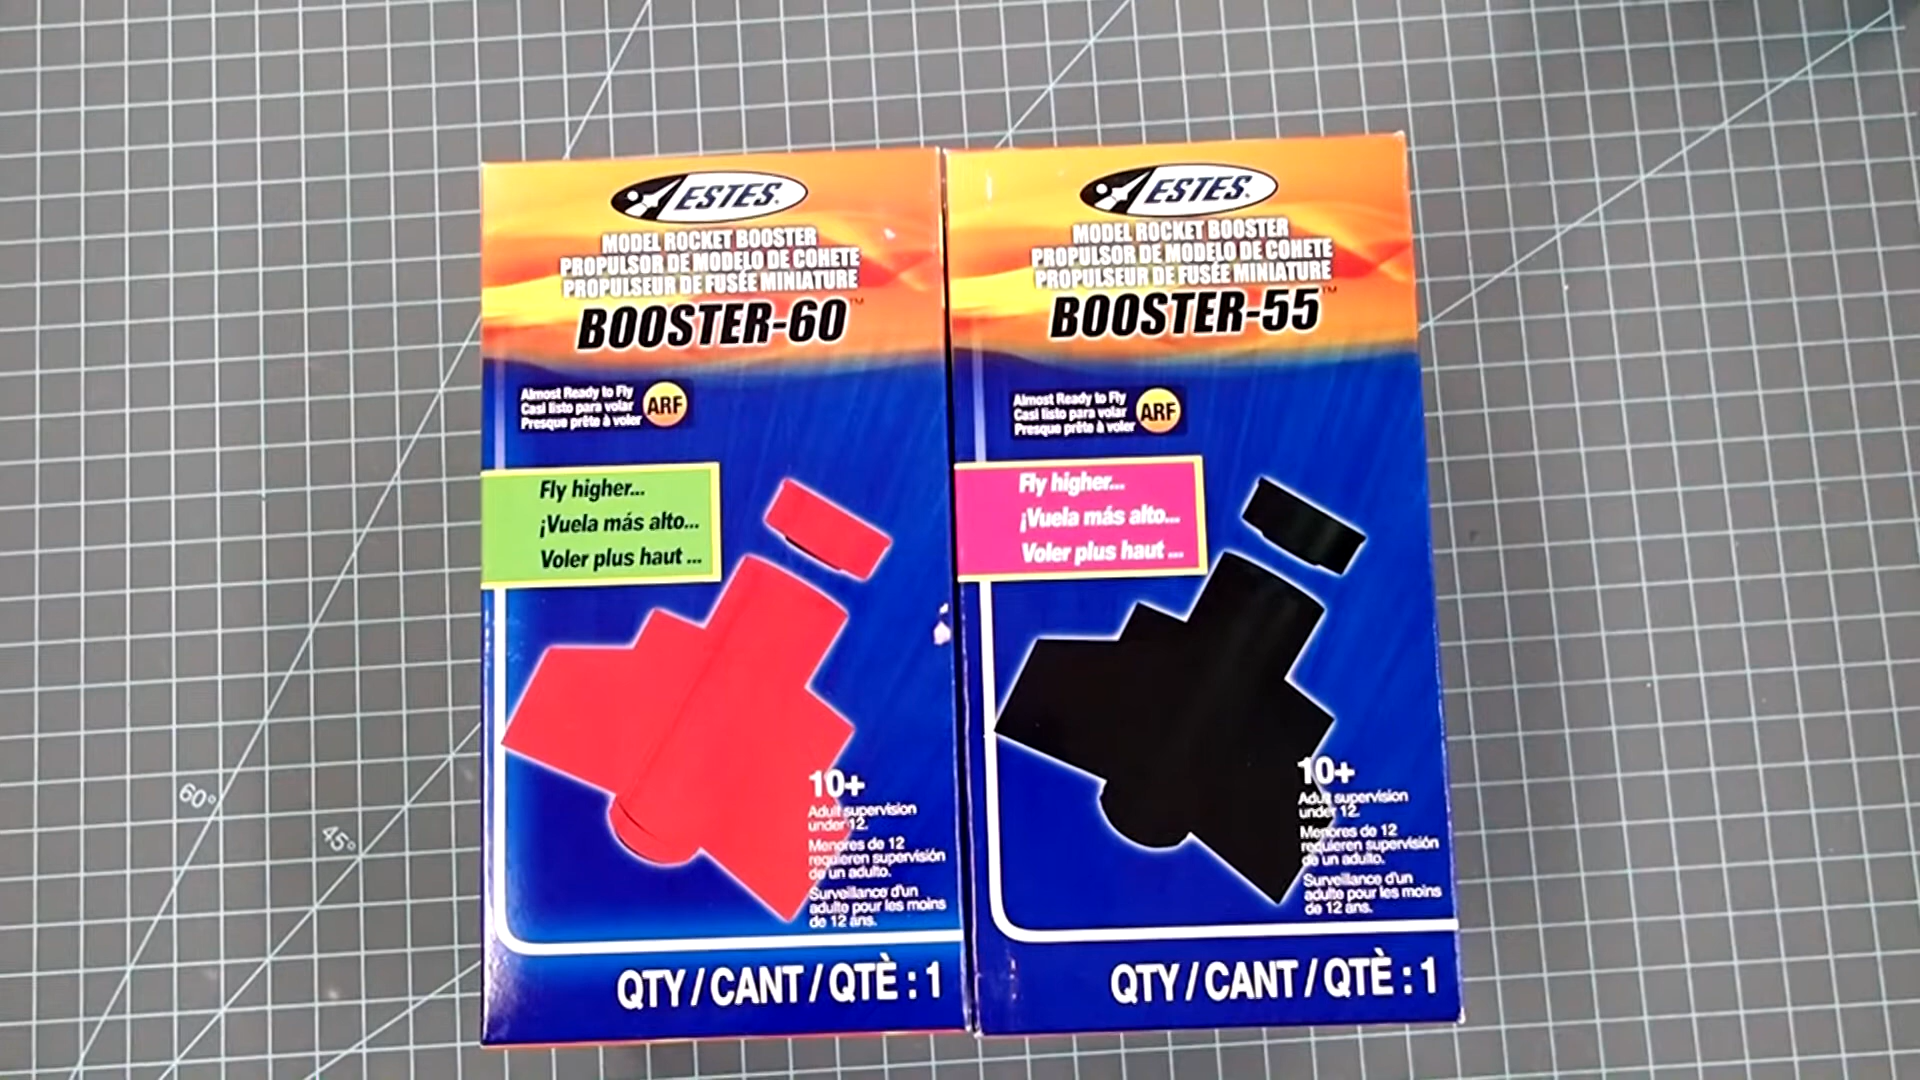 ESTES®
MODEL ROCKET BOOSTER
PROPULSOR DE MODELO DE COHETE
PROPULSEUR DE FUSÉE MINIATURE
BOOSTER-60™
Almost Ready to Fly
Casi listo para volar
Presque prête à voler
ARF
Fly higher...
¡Vuela más alto...
Voler plus haut ...
10+
Adult supervision
under 12.
Menores de 12
requieren supervisión
de un adulto.
Surveillance d'un
adulte pour les moins
de 12 ans.
QTY / CANT / QTÈ : 1
ESTES®
MODEL ROCKET BOOSTER
PROPULSOR DE MODELO DE COHETE
PROPULSEUR DE FUSÉE MINIATURE
BOOSTER-55™
Almost Ready to Fly
Casi listo para volar
Presque prête à voler
ARF
Fly higher...
¡Vuela más alto...
Voler plus haut ...
10+
Adult supervision
under 12.
Menores de 12
requieren supervisión
de un adulto.
Surveillance d'un
adulte pour les moins
de 12 ans.
QTY / CANT / QTÈ : 1
60°
45°